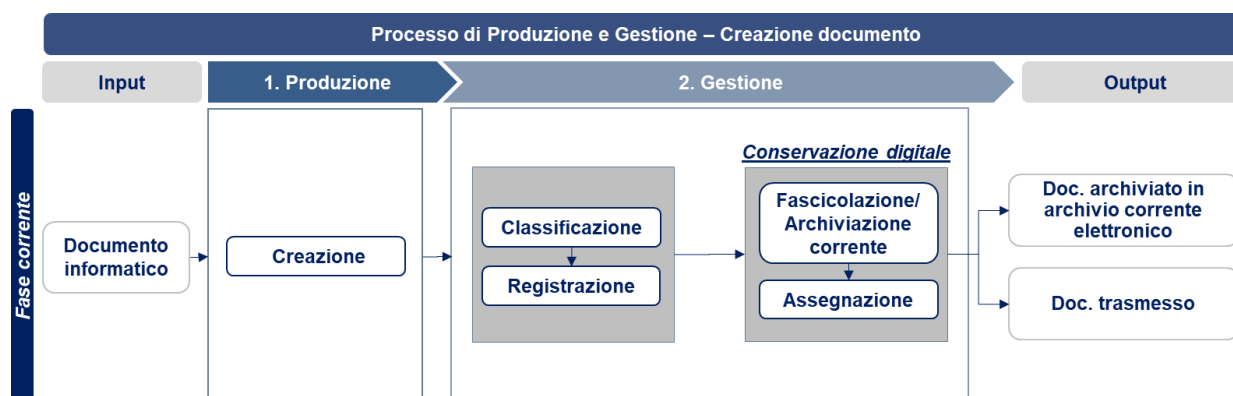 Processo di Produzione e Gestione – Creazione documento
Input
1. Produzione
2. Gestione
Output
Fase corrente
Documento
informatico
Creazione
Classificazione
Registrazione
Conservazione digitale
Fascicolazione/
Archiviazione
corrente
Assegnazione
Doc. archiviato in
archivio corrente
elettronico
Doc. trasmesso